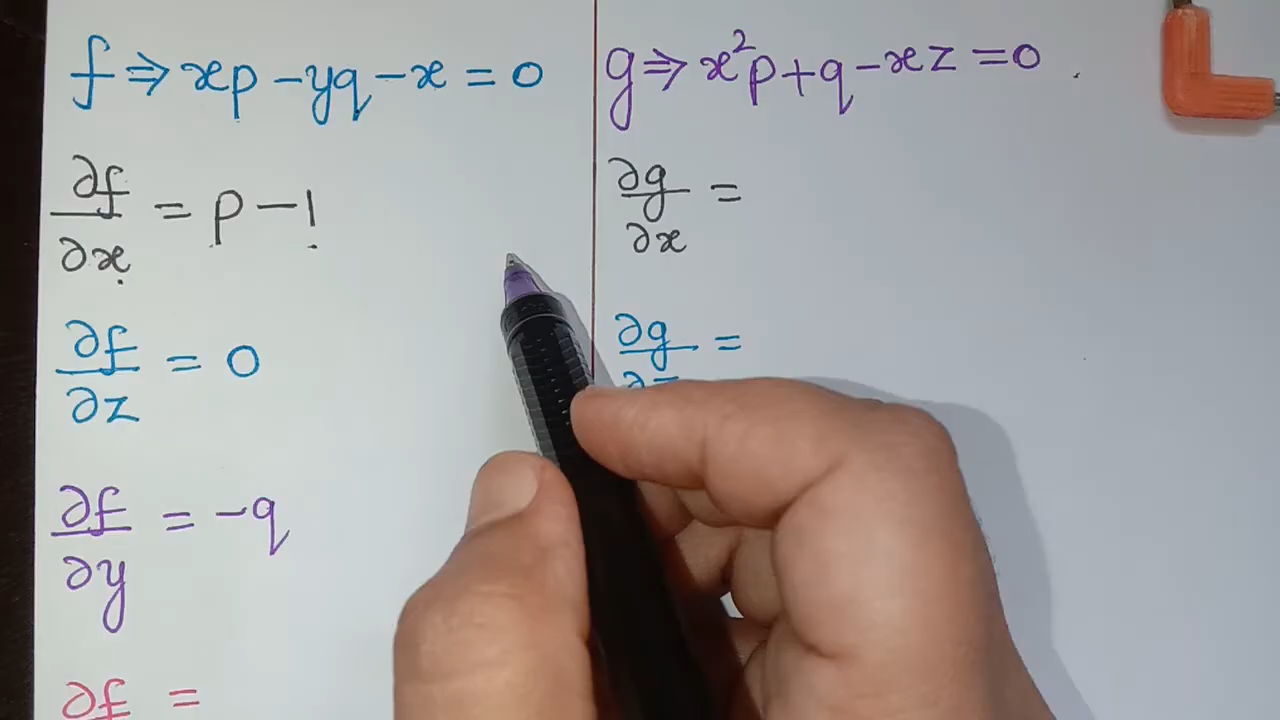 f ⇒ xp − yq − x = 0
∂f/∂x = p − 1
∂f/∂z = 0
∂f/∂y = −q
∂f =
g ⇒ x²p + q − xz = 0
∂g/∂x =
∂g/∂z =